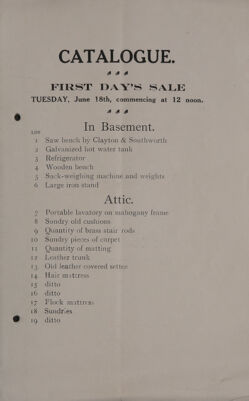 CATALOGUE.
FIRST DAY'S SALE
TUESDAY, June 18th, commencing at 12 noon.
LOT
In Basement.
1 Saw bench by Clayton & Southworth
2 Galvanized hot water tank
3 Refrigerator
4 Wooden bench
5 Sack-weighing machine and weights
6 Large iron stand
Attic.
7 Portable lavatory on mahogany frame
8 Sundry old cushions
9 Quantity of brass stair rods
10 Sundry pieces of carpet
11 Quantity of matting
12 Leather trunk
13 Old leather covered settee
14 Hair mattress
15 ditto
16 ditto
17 Flock mattress
18 Sundries
19 ditto